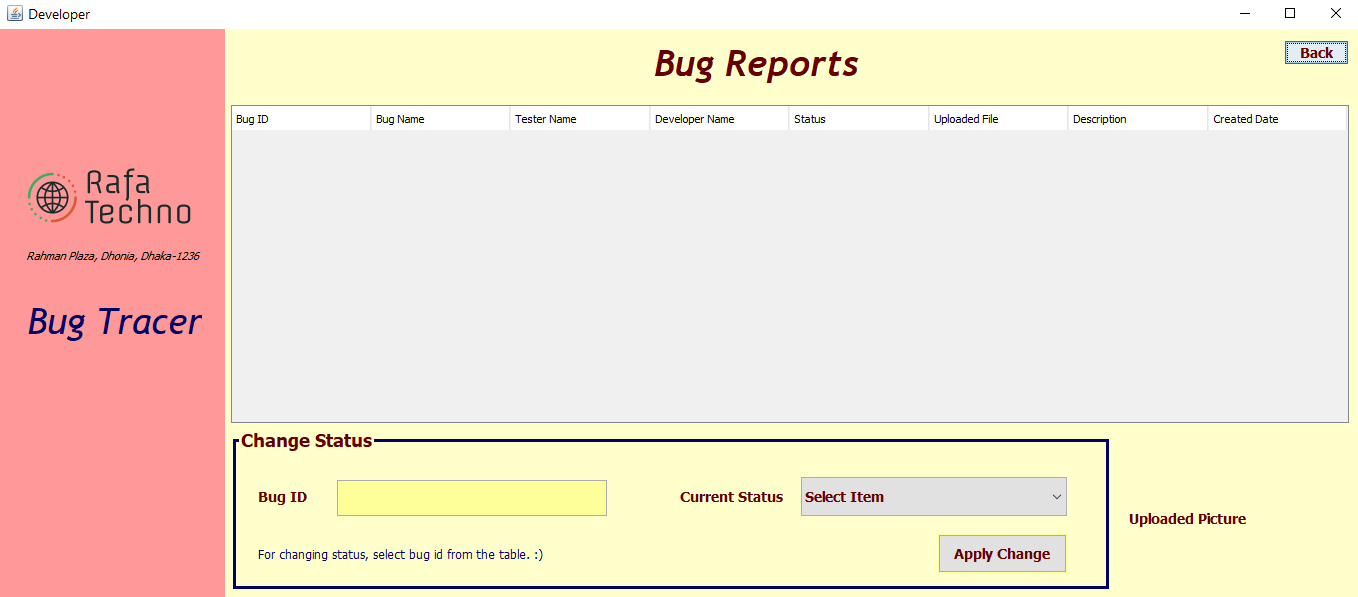 Developer
Bug Reports
Back
Bug ID Bug Name Tester Name Developer Name Status Uploaded File Description Created Date
Rafa
Techno
Rahman Plaza, Dhonia, Dhaka-1236
Bug Tracer
Change Status
Bug ID
Current Status
Select Item
For changing status, select bug id from the table. :)
Apply Change
Uploaded Picture